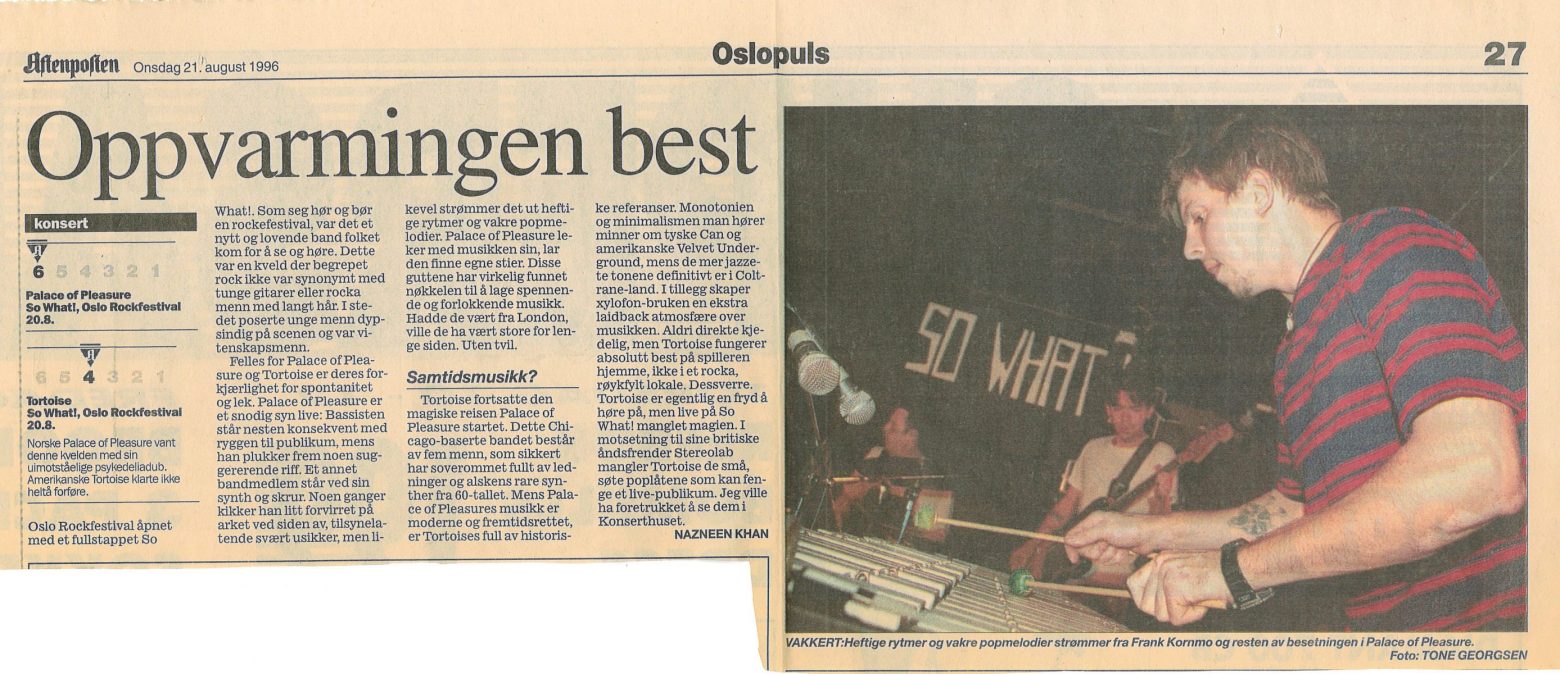 Aftenposten Onsdag 21. august 1996
Oslopuls
27
Oppvarmingen best
konsert
6 5 4 3 2 1
Palace of Pleasure
So What!, Oslo Rockfestival
20.8.
6 5 4 3 2 1
Tortoise
So What!, Oslo Rockfestival
20.8.
Norske Palace of Pleasure vant
denne kvelden med sin
uimotståelige psykedeliadub.
Amerikanske Tortoise klarte ikke
heltå forføre.
Oslo Rockfestival åpnet
med et fullstappet So
What!. Som seg hør og bør
en rockefestival, var det et
nytt og lovende band folket
kom for å se og høre. Dette
var en kveld der begrepet
rock ikke var synonymt med
tunge gitarer eller rocka
menn med langt hår. I ste-
det poserte unge menn dyp-
sindig på scenen og var vi-
tenskapsmenn.
Felles for Palace of Plea-
sure og Tortoise er deres for-
kjærlighet for spontanitet
og lek. Palace of Pleasure er
et snodig syn live: Bassisten
står nesten konsekvent med
ryggen til publikum, mens
han plukker frem noen sug-
gererende riff. Et annet
bandmedlem står ved sin
synth og skrur. Noen ganger
kikker han litt forvirret på
arket ved siden av, tilsynela-
tende svært usikker, men li-
kevel strømmer det ut hefti-
ge rytmer og vakre popme-
lodier. Palace of Pleasure le-
ker med musikken sin, lar
den finne egne stier. Disse
guttene har virkelig funnet
nøkkelen til å lage spennen-
de og forlokkende musikk.
Hadde de vært fra London,
ville de ha vært store for len-
ge siden. Uten tvil.
Samtidsmusikk?
Tortoise fortsatte den
magiske reisen Palace of
Pleasure startet. Dette Chi-
cago-baserte bandet består
av fem menn, som sikkert
har soverommet fullt av led-
ninger og alskens rare syn-
ther fra 60-tallet. Mens Pala-
ce of Pleasures musikk er
moderne og fremtidsrettet,
er Tortoises full av historis-
ke referanser. Monotonien
og minimalismen man hører
minner om tyske Can og
amerikanske Velvet Under-
ground, mens de mer jazze-
te tonene definitivt er i Colt-
rane-land. I tillegg skaper
xylofon-bruken en ekstra
laidback atmosfære over
musikken. Aldri direkte kje-
delig, men Tortoise fungerer
absolutt best på spilleren
hjemme, ikke i et rocka,
røykfylt lokale. Dessverre.
Tortoise er egentlig en fryd å
høre på, men live på So
What! manglet magien. I
motsetning til sine britiske
åndsfrender Stereolab
mangler Tortoise de små,
søte poplåtene som kan fen-
ge et live-publikum. Jeg ville
ha foretrukket å se dem i
Konserthuset.
NAZNEEN KHAN
SO WHAT
VAKKERT:Heftige rytmer og vakre popmelodier strømmer fra Frank Kornmo og resten av besetningen i Palace of Pleasure.
Foto: TONE GEORGSEN